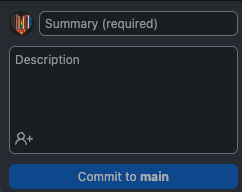 Summary (required)
Description
Commit to main